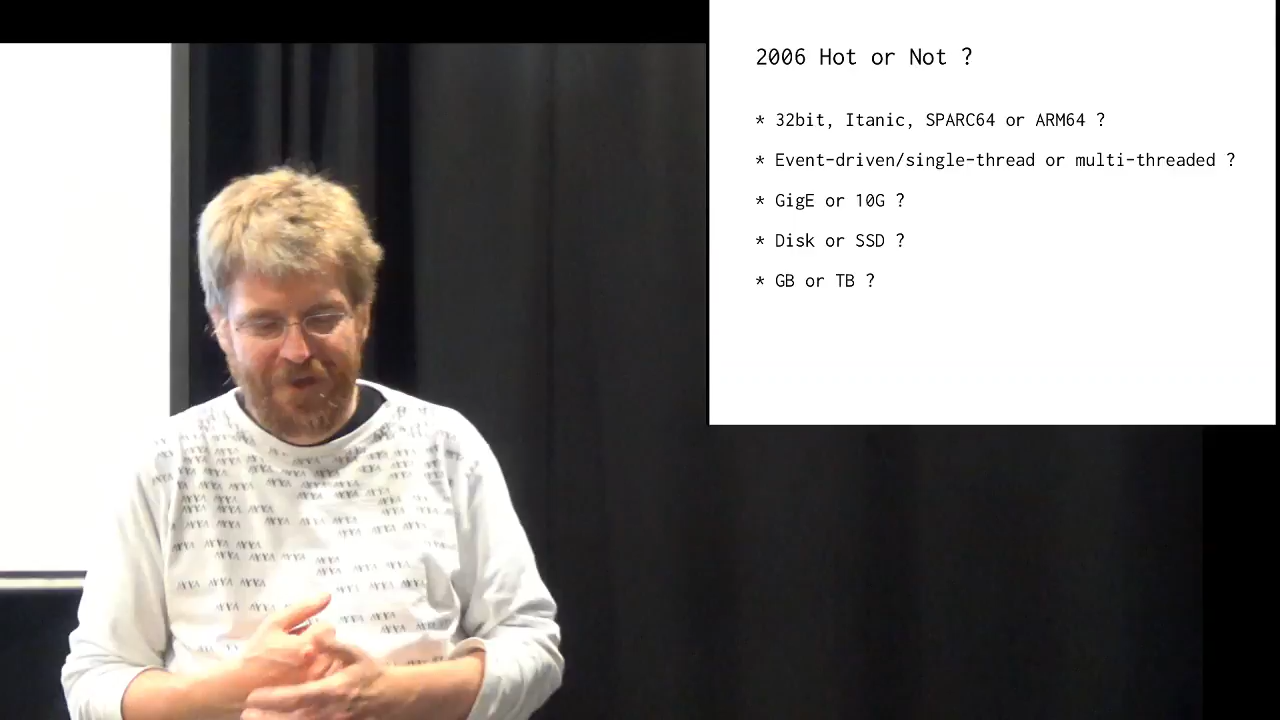 2006 Hot or Not ?
* 32bit, Itanic, SPARC64 or ARM64 ?
* Event-driven/single-thread or multi-threaded ?
* GigE or 10G ?
* Disk or SSD ?
* GB or TB ?